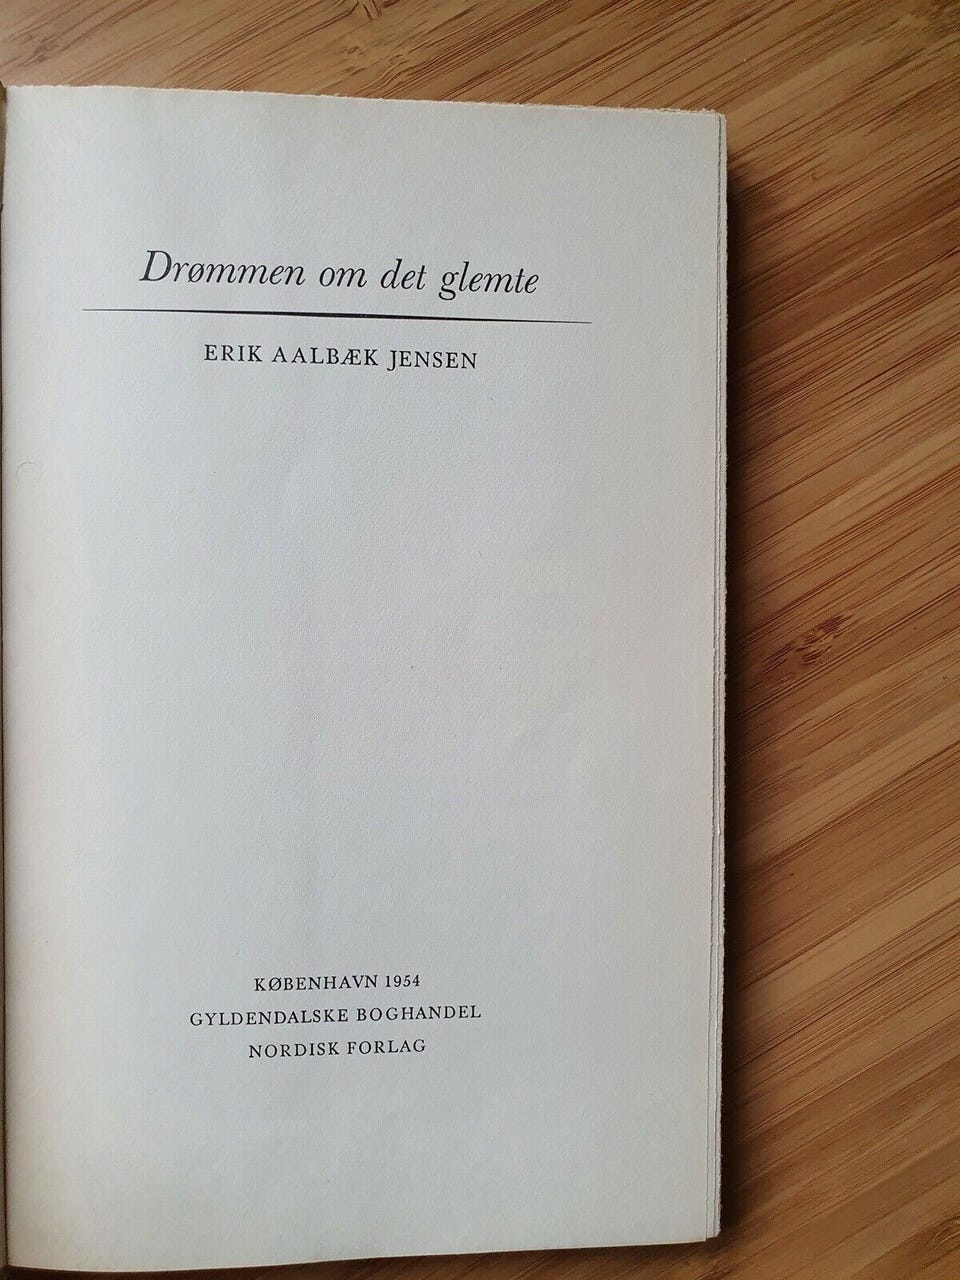 Drømmen om det glemte
ERIK AALBÆK JENSEN
KØBENHAVN 1954
GYLDENDALSKE BOGHANDEL
NORDISK FORLAG